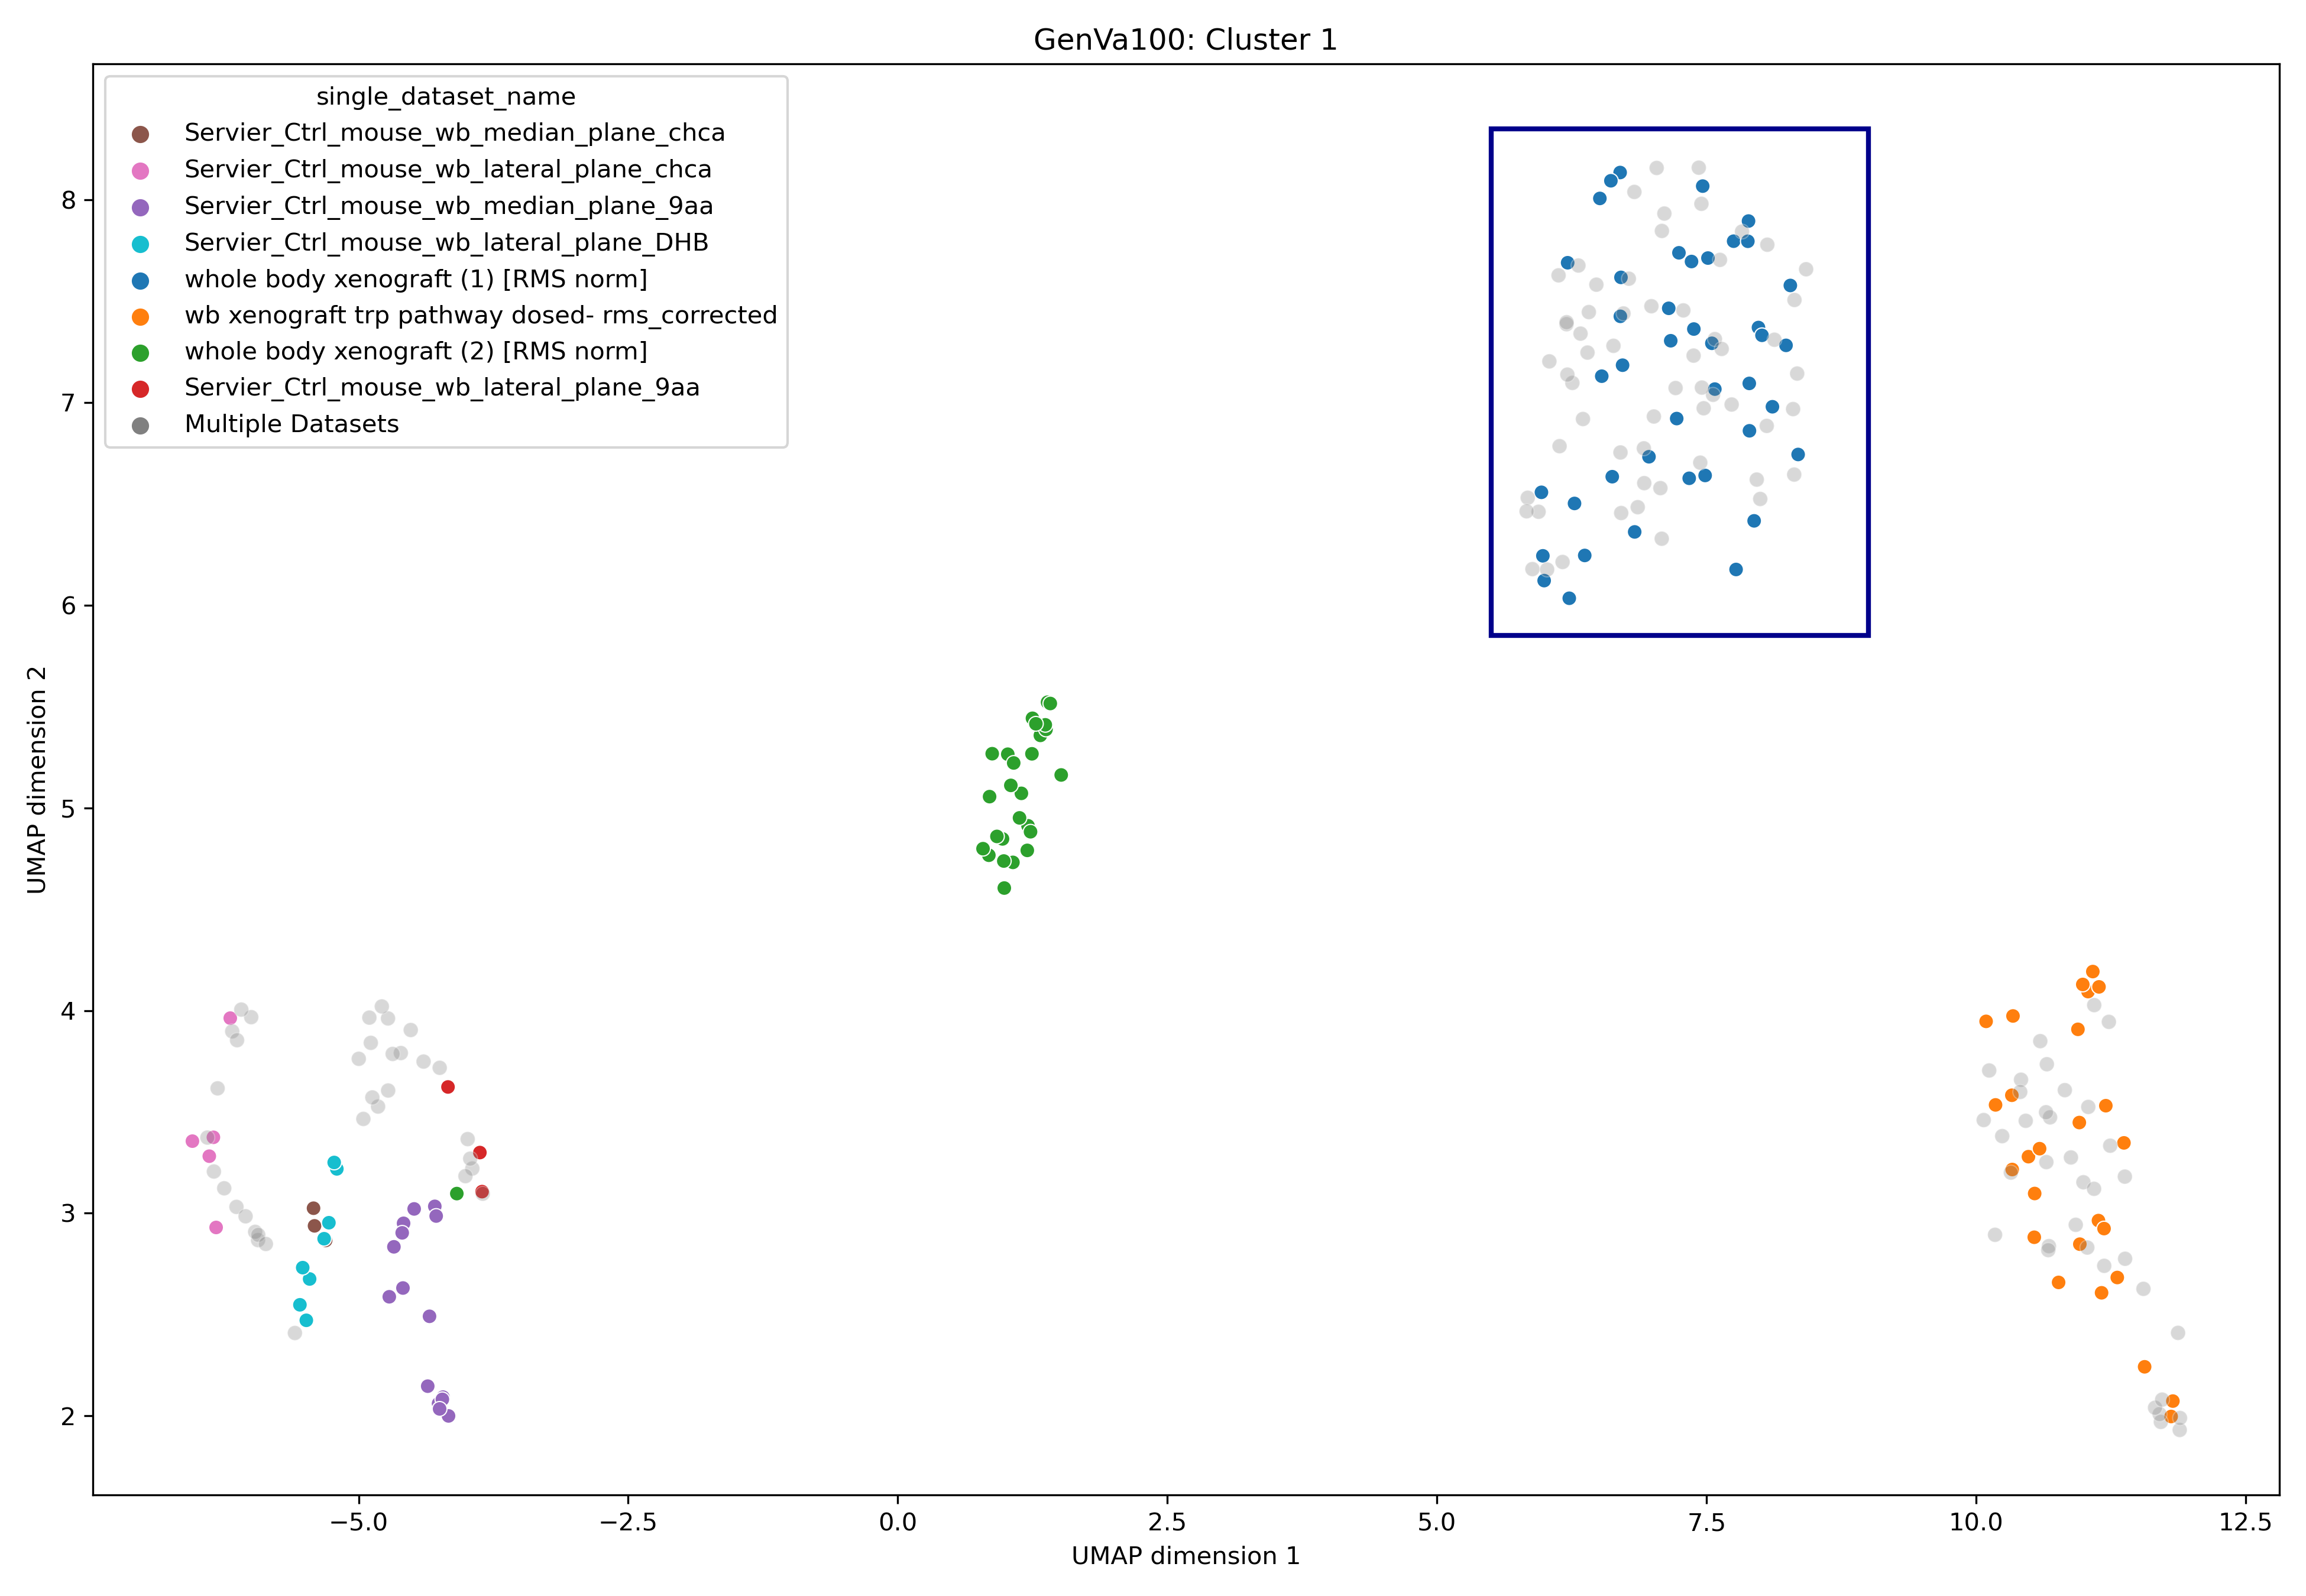 GenVa100: Cluster 1
single_dataset_name
Servier_Ctrl_mouse_wb_median_plane_chca
Servier_Ctrl_mouse_wb_lateral_plane_chca
Servier_Ctrl_mouse_wb_median_plane_9aa
Servier_Ctrl_mouse_wb_lateral_plane_DHB
whole body xenograft (1) [RMS norm]
wb xenograft trp pathway dosed- rms_corrected
whole body xenograft (2) [RMS norm]
Servier_Ctrl_mouse_wb_lateral_plane_9aa
Multiple Datasets
8
7
6
5
4
3
2
UMAP dimension 2
−5.0 −2.5 0.0 2.5 5.0 7.5 10.0 12.5
UMAP dimension 1